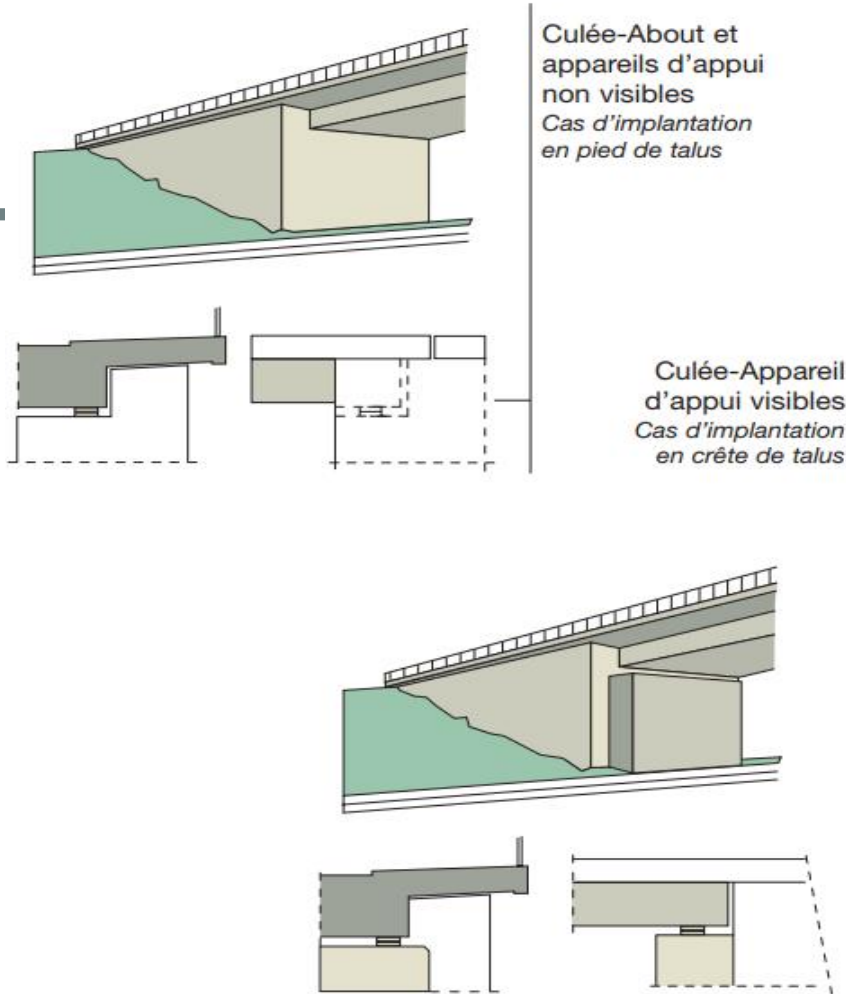 Culée-About et
appareils d'appui
non visibles
Cas d'implantation
en pied de talus
Culée-Appareil
d'appui visibles
Cas d'implantation
en crête de talus